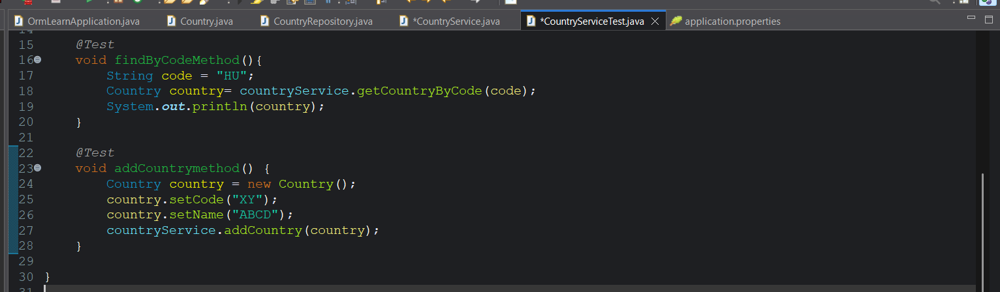 OrmLearnApplication.java Country.java CountryRepository.java *CountryService.java *CountryServiceTest.java application.properties
14
15 @Test
16 void findByCodeMethod(){
17 String code = "HU";
18 Country country= countryService.getCountryByCode(code);
19 System.out.println(country);
20 }
21
22 @Test
23 void addCountrymethod() {
24 Country country = new Country();
25 country.setCode("XY");
26 country.setName("ABCD");
27 countryService.addCountry(country);
28 }
29
30 }
31